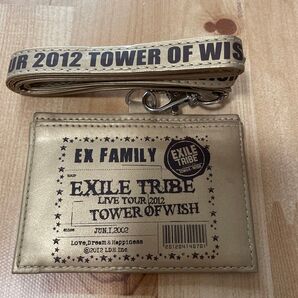 UR 2012 TOWER OF WISH
EX FAMILY
EXILE
TRIBE
EXILE TRIBE
LIVE TOUR 2012
TOWER OF WISH
JUN.1.2002
Love, Dream & Happiness
©2012 LDH Inc.